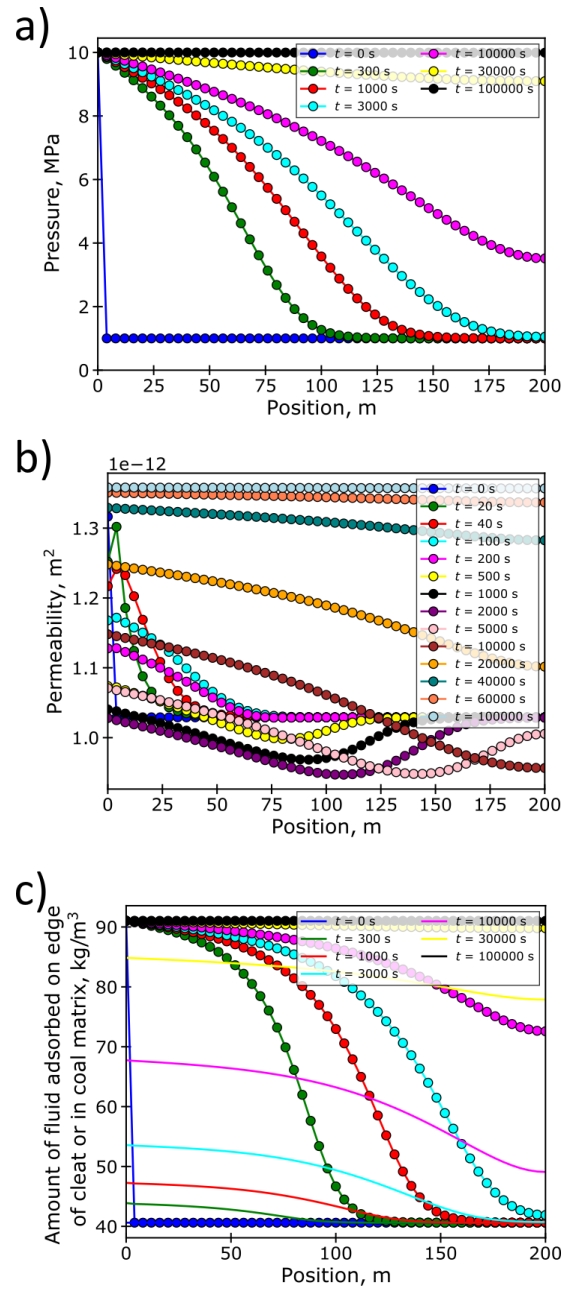 a)
10
8
6
4
2
0
Pressure, MPa
t = 0 s
t = 300 s
t = 1000 s
t = 3000 s
t = 10000 s
t = 30000 s
t = 100000 s
0 25 50 75 100 125 150 175 200
Position, m
b)
1e−12
1.3
1.2
1.1
1.0
Permeability, m²
t = 0 s
t = 20 s
t = 40 s
t = 100 s
t = 200 s
t = 500 s
t = 1000 s
t = 2000 s
t = 5000 s
t = 10000 s
t = 20000 s
t = 40000 s
t = 60000 s
t = 100000 s
0 25 50 75 100 125 150 175 200
Position, m
c)
90
80
70
60
50
40
Amount of fluid adsorbed on edge
of cleat or in coal matrix, kg/m³
t = 0 s
t = 300 s
t = 1000 s
t = 3000 s
t = 10000 s
t = 30000 s
t = 100000 s
0 50 100 150 200
Position, m